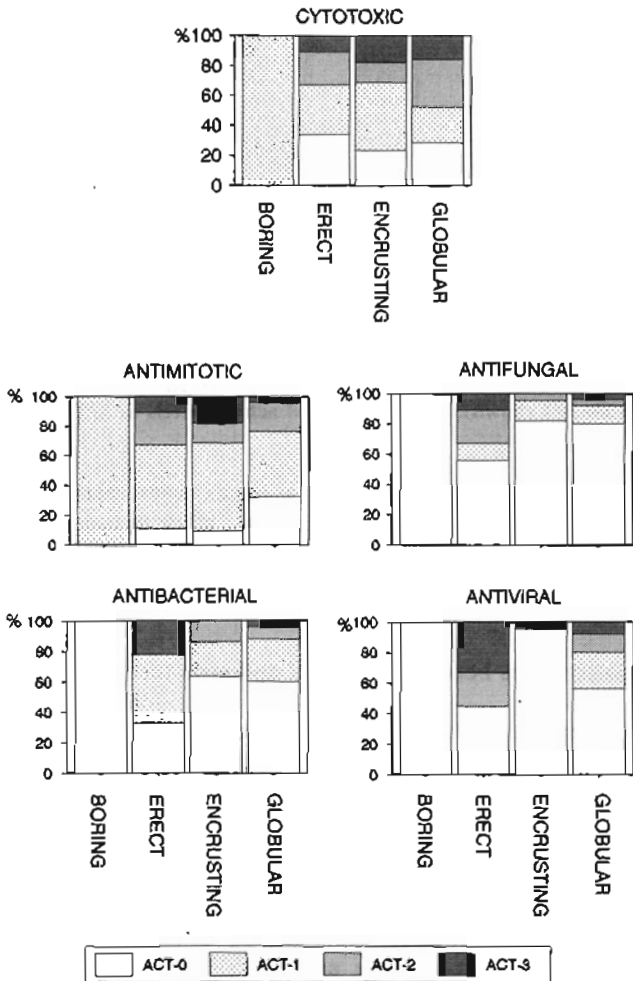 CYTOTOXIC
%100
80
60
40
20
0
BORING
ERECT
ENCRUSTING
GLOBULAR
ANTIMITOTIC
% 100
80
60
40
20
0
ANTIFUNGAL
% 100
80
60
40
20
0
ANTIBACTERIAL
% 100
80
60
40
20
0
BORING
ERECT
ENCRUSTING
GLOBULAR
ANTIVIRAL
% 100
80
60
40
20
0
BORING
ERECT
ENCRUSTING
GLOBULAR
ACT-0 ACT-1 ACT-2 ACT-3